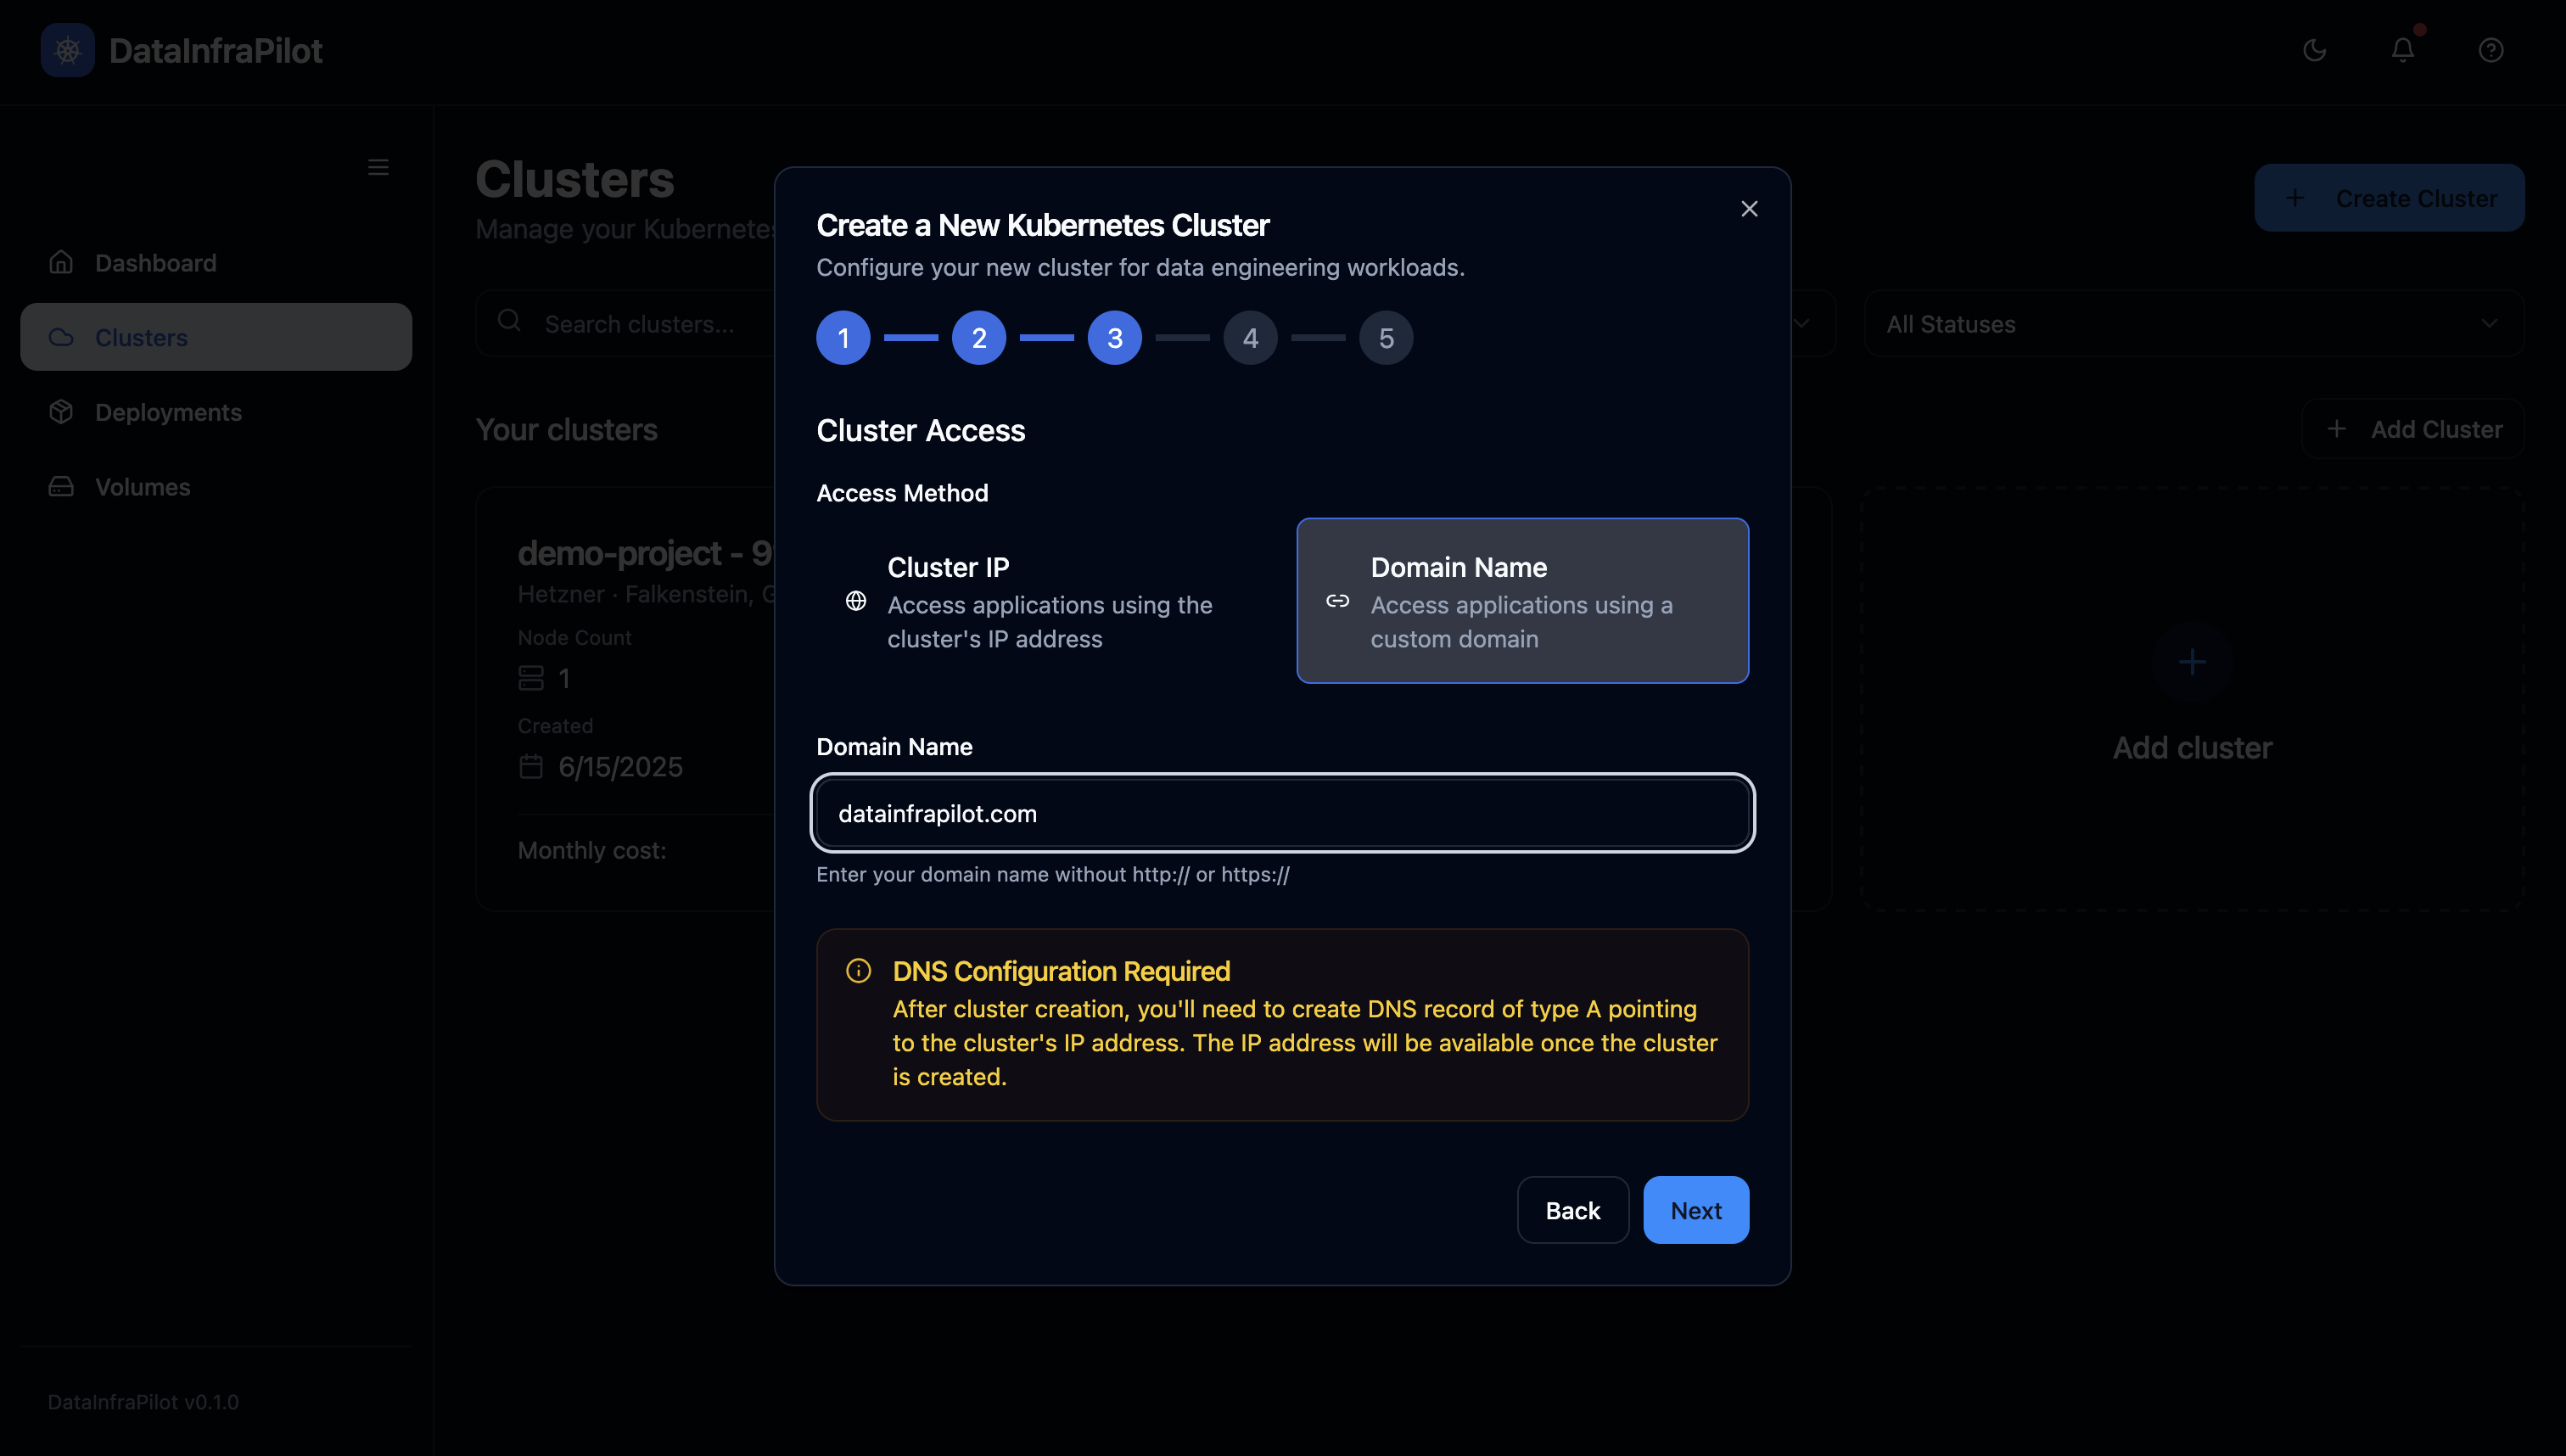 DataInfraPilot
Dashboard
Clusters
Deployments
Volumes
DataInfraPilot v0.1.0
Clusters
Manage your Kubernetes
Create Cluster
Search clusters...
All Statuses
Your clusters
Add Cluster
demo-project - 9
Hetzner · Falkenstein, G
Node Count
1
Created
6/15/2025
Monthly cost:
Add cluster
Create a New Kubernetes Cluster
Configure your new cluster for data engineering workloads.
1 2 3 4 5
Cluster Access
Access Method
Cluster IP
Access applications using the
cluster's IP address
Domain Name
Access applications using a
custom domain
Domain Name
datainfrapilot.com
Enter your domain name without http:// or https://
DNS Configuration Required
After cluster creation, you'll need to create DNS record of type A pointing
to the cluster's IP address. The IP address will be available once the cluster
is created.
Back
Next